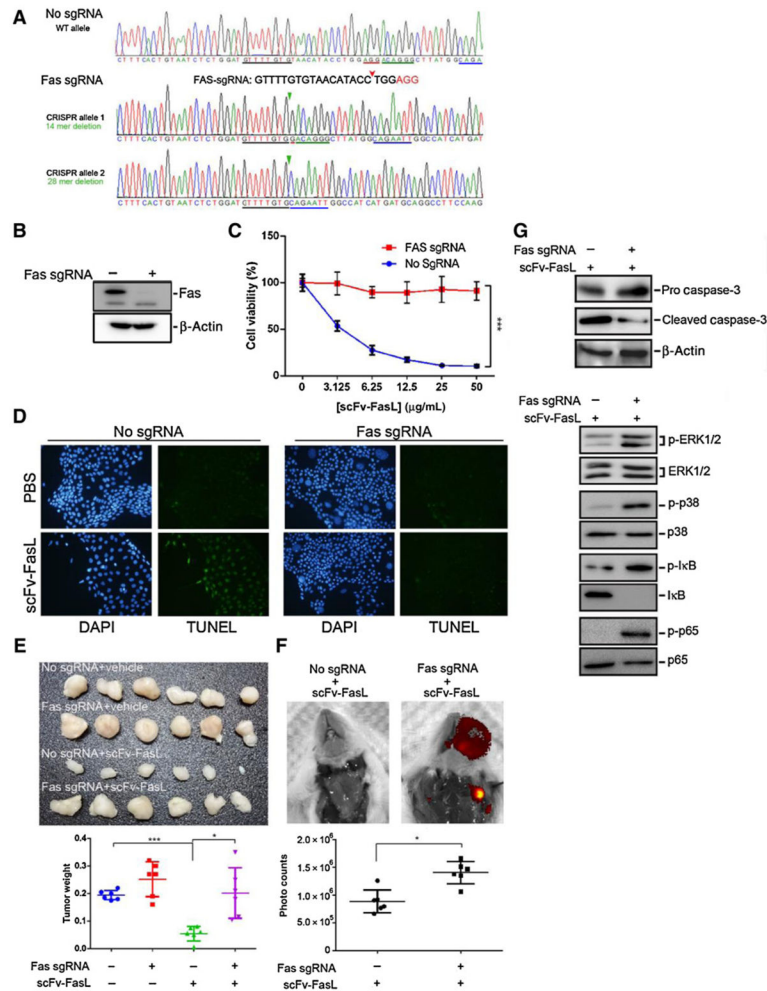 A
No sgRNA
WT allele
CTTTCACTGTAATCTCTGGATGTTTTGTGTAACATACCTGGAGGACAGGGCTTATGGCAGA
Fas sgRNA
FAS-sgRNA: GTTTTGTGTAACATACCTGGAGG
CRISPR allele 1
14 mer deletion
CTTTCACTGTAATCTCTGGATGTTTTGTGGACAGGGCTTATGGCAGAATTGGCCATCATGAT
CRISPR allele 2
28 mer deletion
CTTTCACTGTAATCTCTGGATGTTTTGTGCAGAATTGGCCATCATGATGCAGGCCTTCCAAG
B
Fas sgRNA – +
Fas
β-Actin
C
Cell viability (%)
150
100
50
0
FAS sgRNA
No SgRNA
***
0 3.125 6.25 12.5 25 50
[scFv-FasL] (μg/mL)
D
No sgRNA Fas sgRNA
PBS
scFv-FasL
DAPI TUNEL DAPI TUNEL
E
No sgRNA+vehicle
Fas sgRNA+vehicle
No sgRNA+scFv-FasL
Fas sgRNA+scFv-FasL
Tumor weight
0.4
0.3
0.2
0.1
0.0
*** *
Fas sgRNA – + – +
scFv-FasL – – + +
F
No sgRNA
+
scFv-FasL
Fas sgRNA
+
scFv-FasL
Photo counts
2.0 × 10⁶
1.5 × 10⁶
1.0 × 10⁶
5.0 × 10⁵
0
*
– +
+ +
G
Fas sgRNA – +
scFv-FasL + +
Pro caspase-3
Cleaved caspase-3
β-Actin
Fas sgRNA – +
scFv-FasL + +
p-ERK1/2
ERK1/2
p-p38
p38
p-IκB
IκB
p-p65
p65